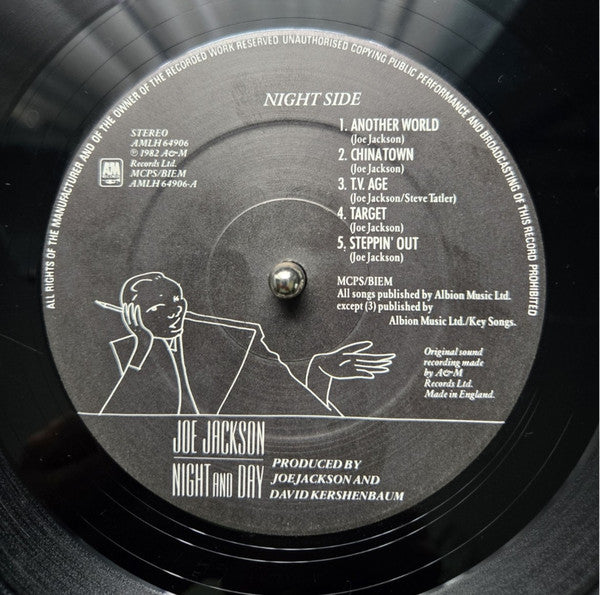 ALL RIGHTS OF THE MANUFACTURER AND OF THE OWNER OF THE RECORDED WORK RESERVED. UNAUTHORISED COPYING PUBLIC PERFORMANCE AND BROADCASTING OF THIS RECORD PROHIBITED
NIGHT SIDE
STEREO
AMLH 64906
℗ 1982 A&M
Records Ltd.
MCPS/BIEM
AMLH 64906-A
A&M
RECORDS
1. ANOTHER WORLD
(Joe Jackson)
2. CHINATOWN
(Joe Jackson)
3. T.V. AGE
(Joe Jackson/Steve Tatler)
4. TARGET
(Joe Jackson)
5. STEPPIN' OUT
(Joe Jackson)
MCPS/BIEM
All songs published by Albion Music Ltd.
except (3) published by
Albion Music Ltd./Key Songs.
Original sound
recording made
by A&M
Records Ltd.
Made in England.
JOE JACKSON
NIGHT AND DAY
PRODUCED BY
JOE JACKSON AND
DAVID KERSHENBAUM